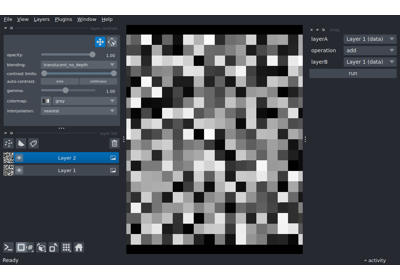 File View Layers Plugins Window Help
opacity: 1.00
blending: translucent_no_depth
contrast limits:
auto-contrast: once continuous
gamma: 1.00
colormap: gray
interpolation: nearest
Layer 2
Layer 1
layerA Layer 1 (data)
operation add
layerB Layer 1 (data)
run
Ready
activity